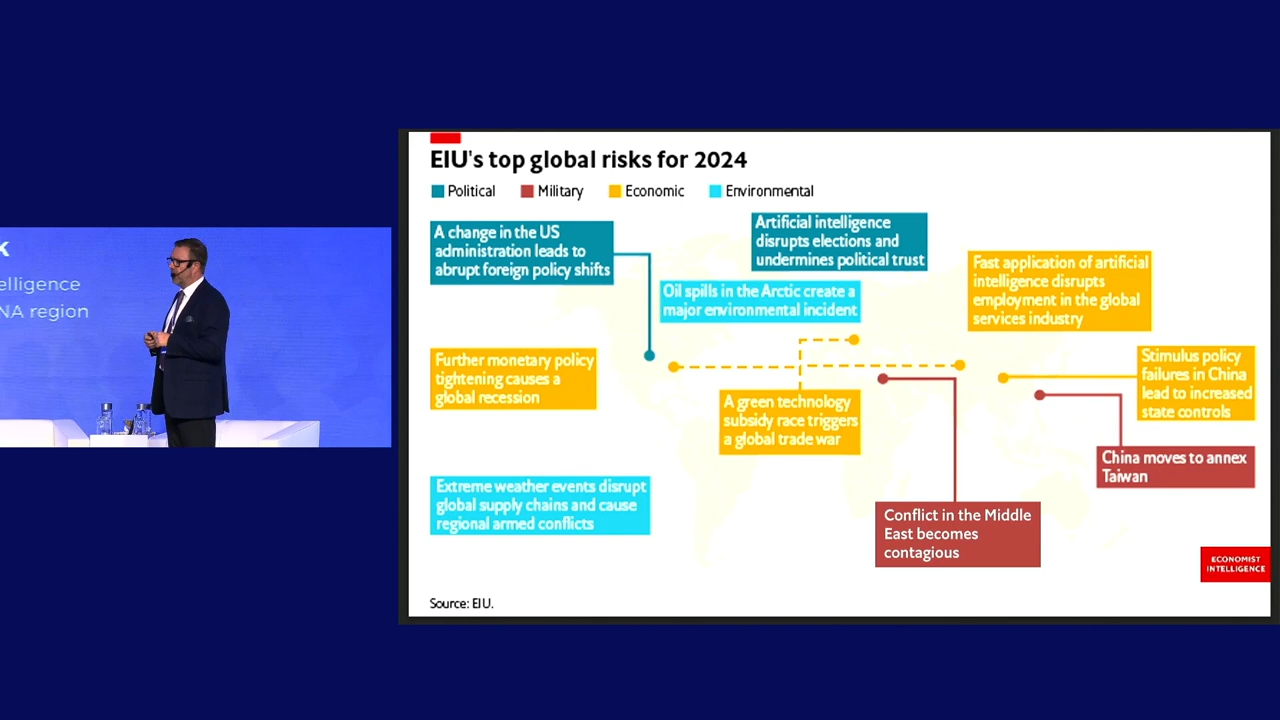 K
elligence
NA region
EIU's top global risks for 2024
Political
Military
Economic
Environmental
A change in the US
administration leads to
abrupt foreign policy shifts
Artificial intelligence
disrupts elections and
undermines political trust
Oil spills in the Arctic create a
major environmental incident
Fast application of artificial
intelligence disrupts
employment in the global
services industry
Further monetary policy
tightening causes a
global recession
Stimulus policy
failures in China
lead to increased
state controls
A green technology
subsidy race triggers
a global trade war
China moves to annex
Taiwan
Extreme weather events disrupt
global supply chains and cause
regional armed conflicts
Conflict in the Middle
East becomes
contagious
ECONOMIST
INTELLIGENCE
Source: EIU.